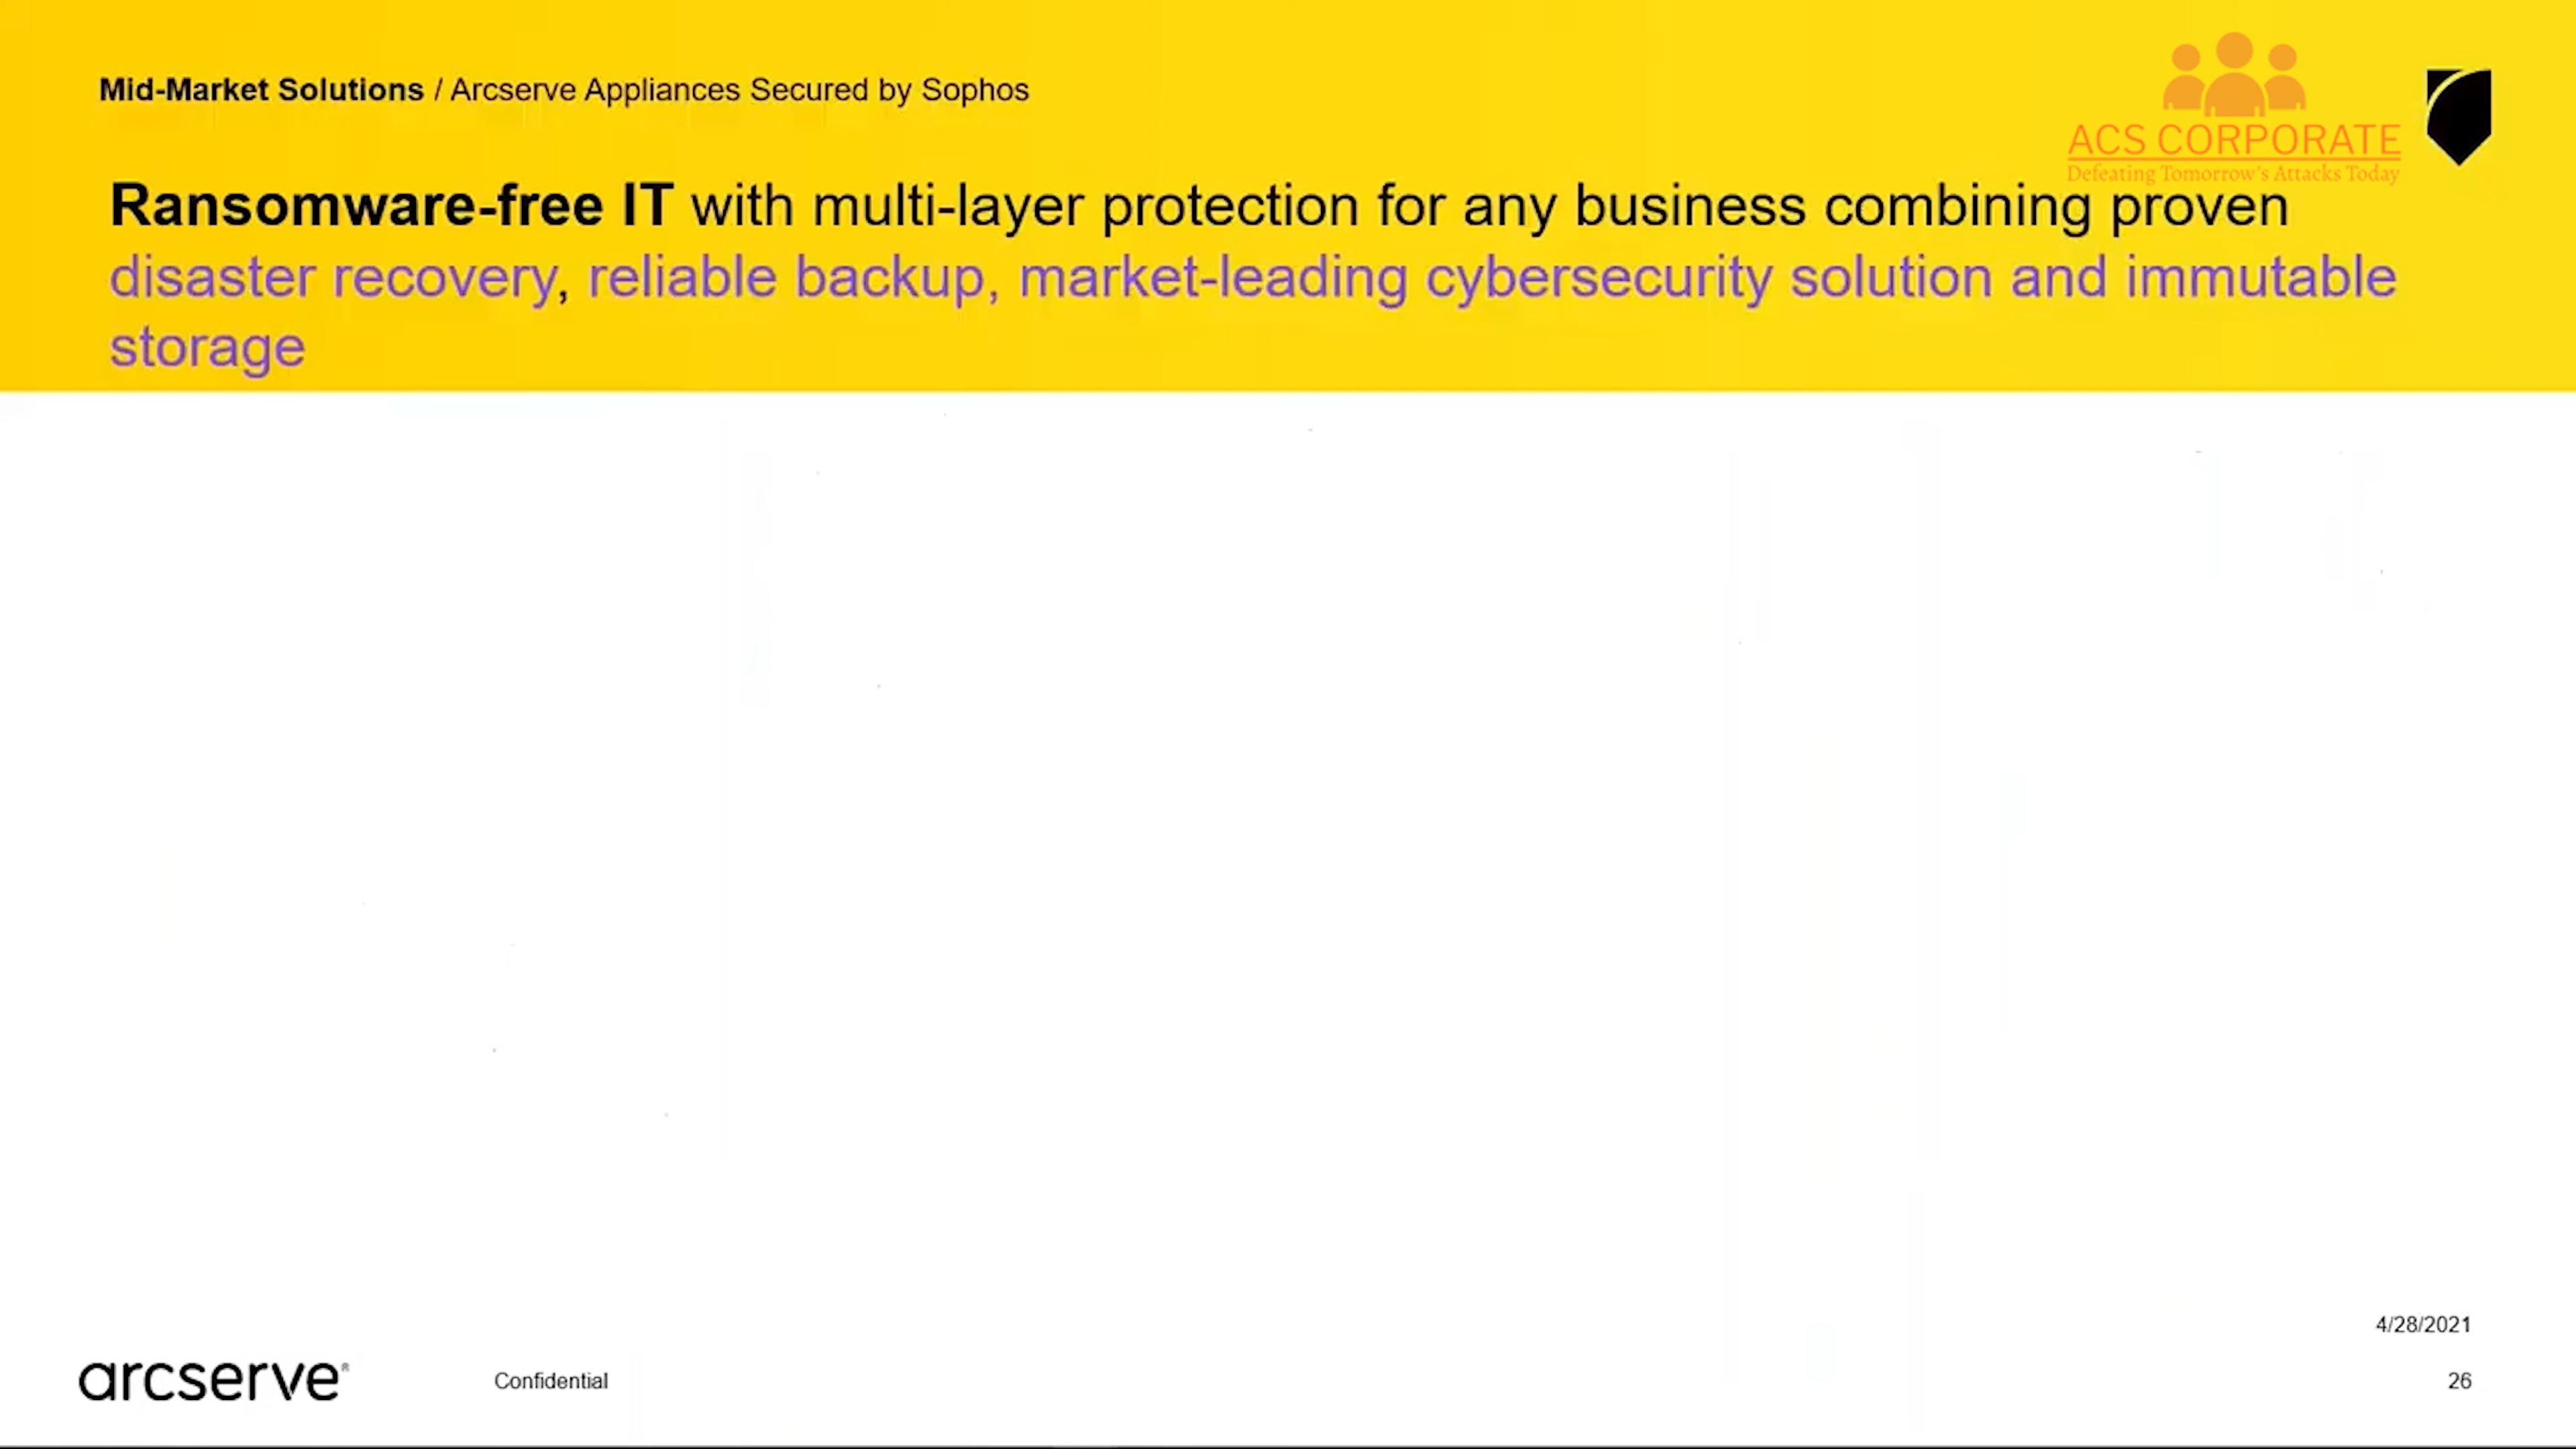 Mid-Market Solutions / Arcserve Appliances Secured by Sophos
ACS CORPORATE
Defeating Tomorrow's Attacks Today
Ransomware-free IT with multi-layer protection for any business combining proven
disaster recovery, reliable backup, market-leading cybersecurity solution and immutable
storage
4/28/2021
arcserve®
Confidential
26